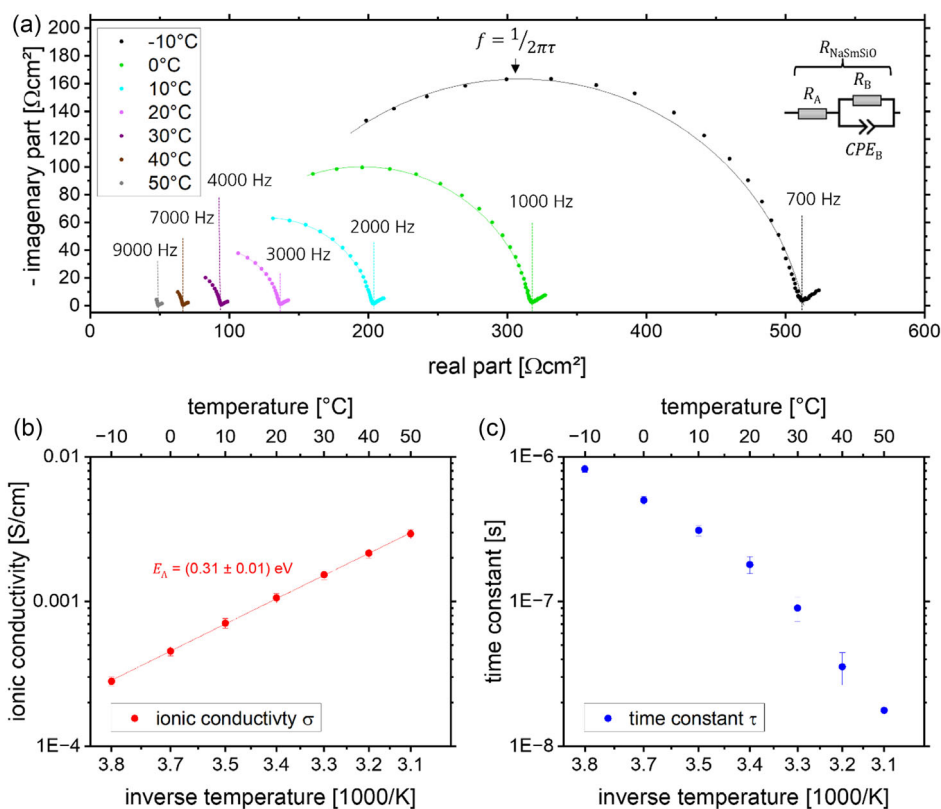 (a)
200
180
160
140
120
100
80
60
40
20
0
- imagenary part [Ωcm²]
-10°C
0°C
10°C
20°C
30°C
40°C
50°C
f = 1/2πτ
R_NaSmSiO
R_A
R_B
CPE_B
9000 Hz
7000 Hz
4000 Hz
3000 Hz
2000 Hz
1000 Hz
700 Hz
0 100 200 300 400 500 600
real part [Ωcm²]
(b)
temperature [°C]
−10 0 10 20 30 40 50
0.01
0.001
1E−4
ionic conductivity [S/cm]
E_A = (0.31 ± 0.01) eV
ionic conductivty σ
3.8 3.7 3.5 3.4 3.3 3.2 3.1
inverse temperature [1000/K]
(c)
temperature [°C]
−10 0 10 20 30 40 50
1E−6
1E−7
1E−8
time constant [s]
time constant τ
3.8 3.7 3.5 3.4 3.3 3.2 3.1
inverse temperature [1000/K]